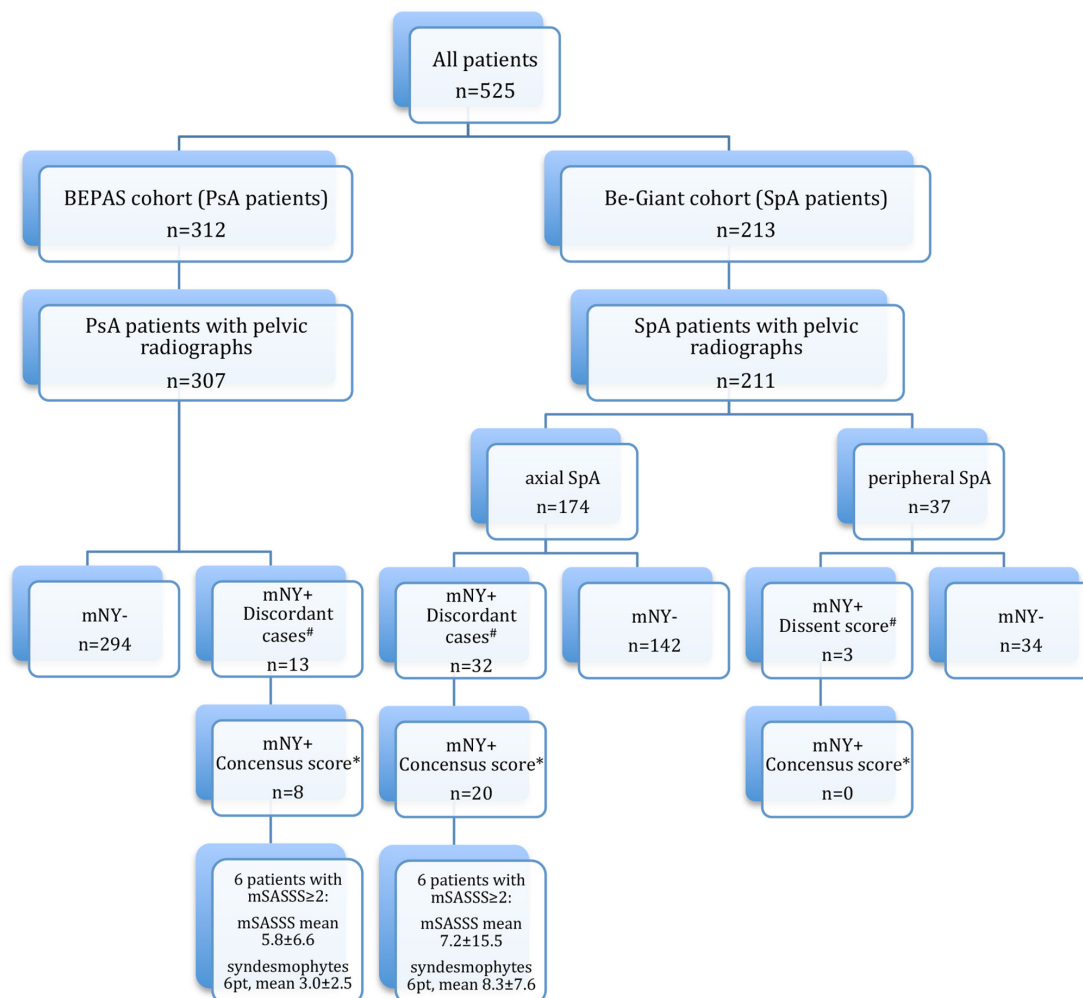 All patients
n=525
BEPAS cohort (PsA patients)
n=312
Be-Giant cohort (SpA patients)
n=213
PsA patients with pelvic
radiographs
n=307
SpA patients with pelvic
radiographs
n=211
axial SpA
n=174
peripheral SpA
n=37
mNY-
n=294
mNY+
Discordant
cases#
n=13
mNY+
Discordant
cases#
n=32
mNY-
n=142
mNY+
Dissent score#
n=3
mNY-
n=34
mNY+
Concensus score*
n=8
mNY+
Concensus score*
n=20
mNY+
Concensus score*
n=0
6 patients with
mSASSS≥2:
mSASSS mean
5.8±6.6
syndesmophytes
6pt, mean 3.0±2.5
6 patients with
mSASSS≥2:
mSASSS mean
7.2±15.5
syndesmophytes
6pt, mean 8.3±7.6